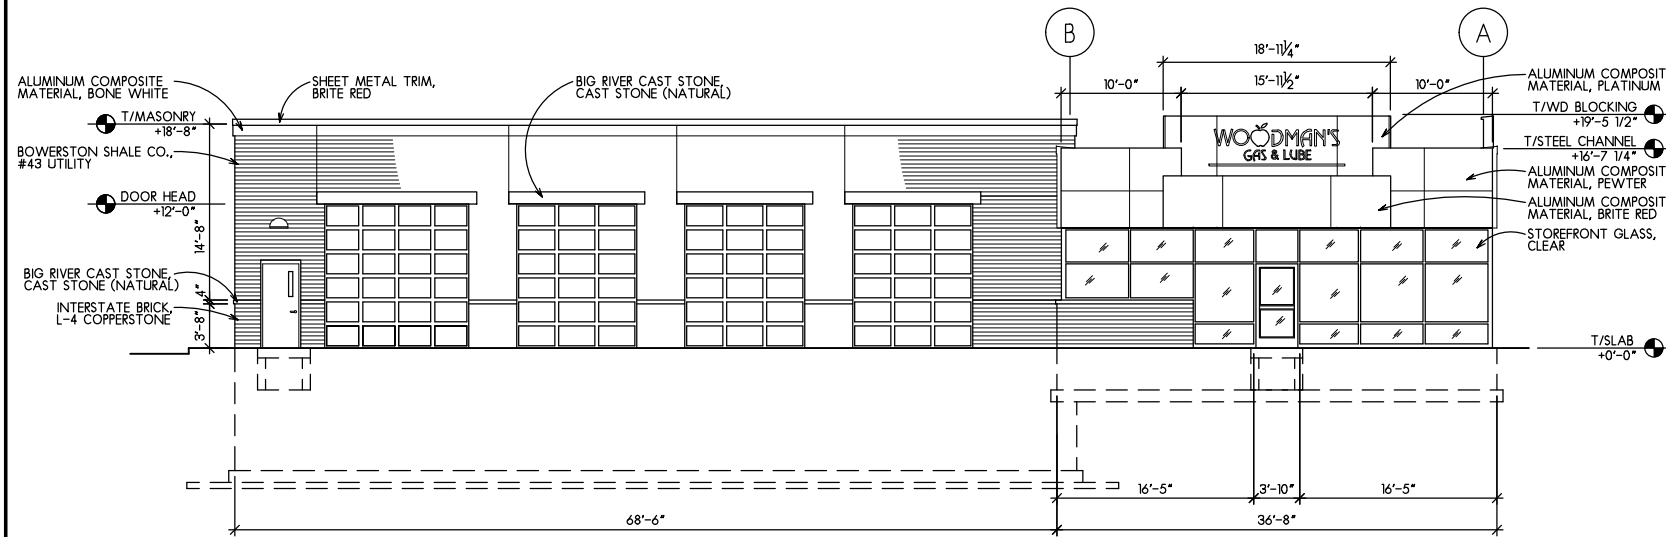 B
A
18'-11¼"
10'-0"
15'-11½"
10'-0"
ALUMINUM COMPOSITE
MATERIAL, BONE WHITE
SHEET METAL TRIM,
BRITE RED
BIG RIVER CAST STONE,
CAST STONE (NATURAL)
ALUMINUM COMPOSIT
MATERIAL, PLATINUM
T/MASONRY
+18'-8"
T/WD BLOCKING
+19'-5 1/2"
WOODMAN'S
GAS & LUBE
BOWERSTON SHALE CO.,
#43 UTILITY
T/STEEL CHANNEL
+16'-7 1/4"
ALUMINUM COMPOSIT
MATERIAL, PEWTER
DOOR HEAD
+12'-0"
ALUMINUM COMPOSIT
MATERIAL, BRITE RED
14'-8"
STOREFRONT GLASS,
CLEAR
BIG RIVER CAST STONE,
CAST STONE (NATURAL)
4"
INTERSTATE BRICK,
L-4 COPPERSTONE
3'-8"
T/SLAB
+0'-0"
16'-5"
3'-10"
16'-5"
68'-6"
36'-8"